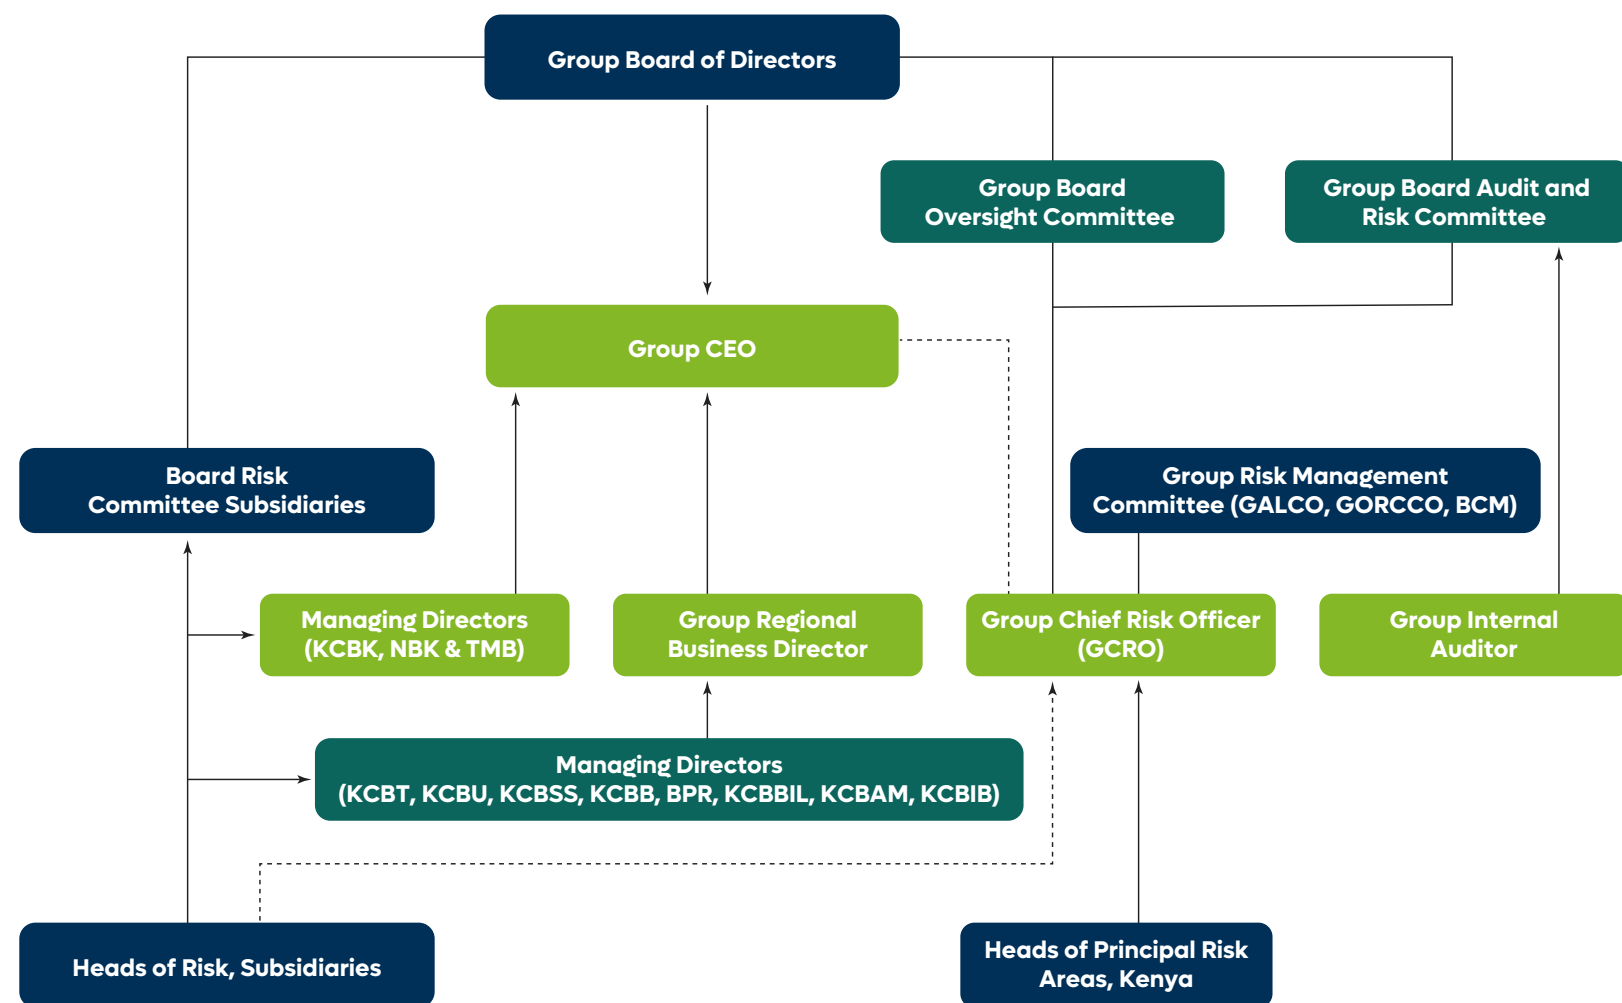 Group Board of Directors
Group Board
Oversight Committee
Group Board Audit and
Risk Committee
Group CEO
Board Risk
Committee Subsidiaries
Group Risk Management
Committee (GALCO, GORCCO, BCM)
Managing Directors
(KCBK, NBK & TMB)
Group Regional
Business Director
Group Chief Risk Officer
(GCRO)
Group Internal
Auditor
Managing Directors
(KCBT, KCBU, KCBSS, KCBB, BPR, KCBBIL, KCBAM, KCBIB)
Heads of Risk, Subsidiaries
Heads of Principal Risk
Areas, Kenya